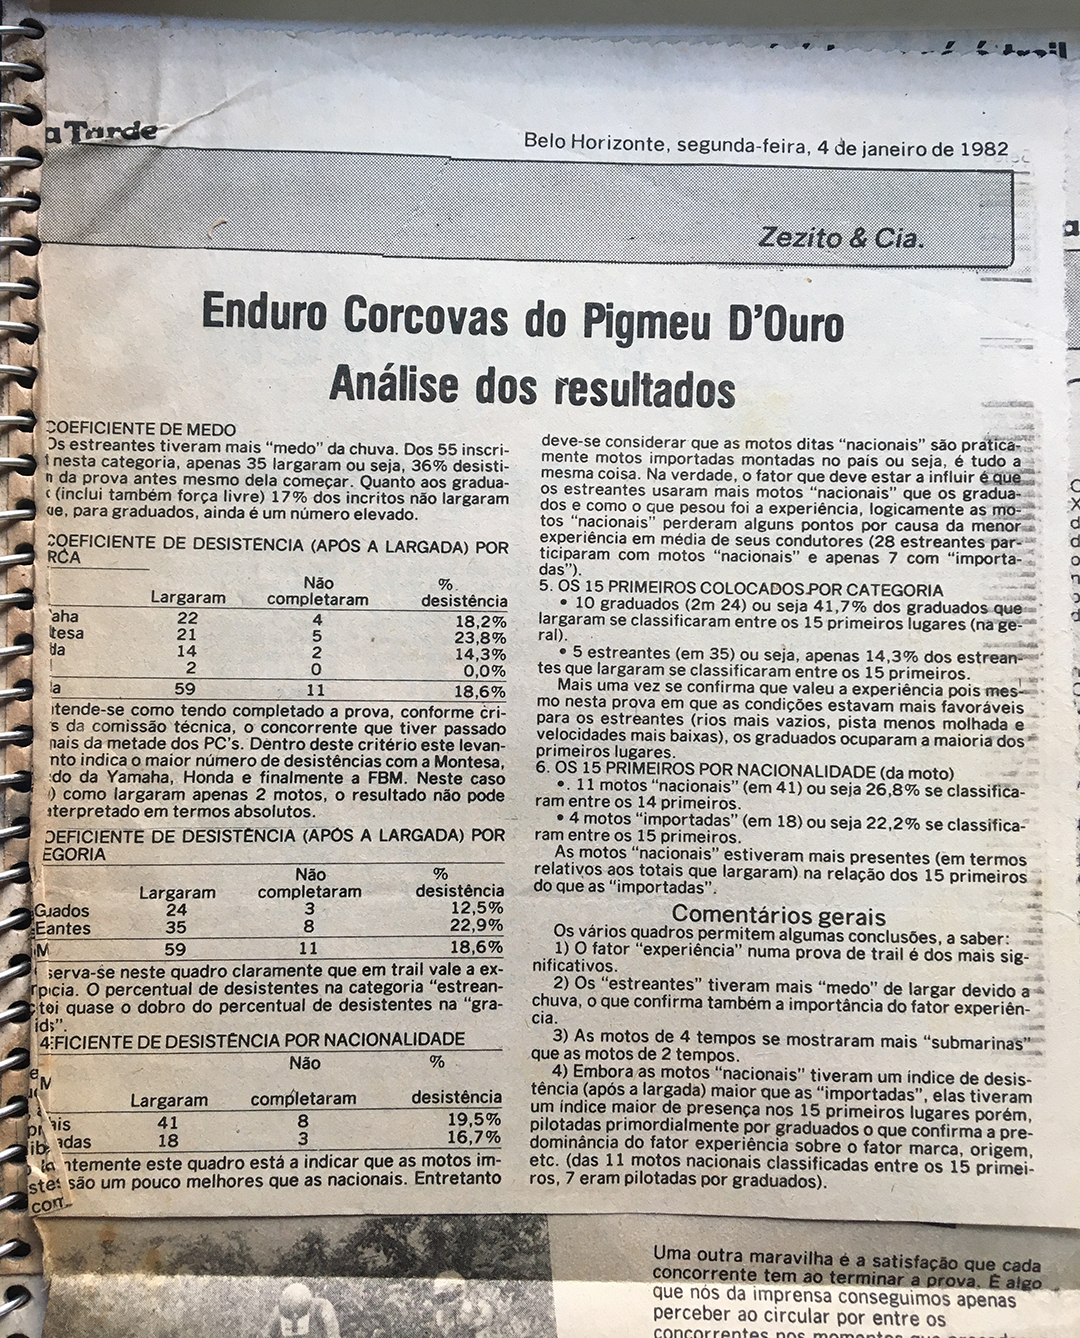 a Tarde
Belo Horizonte, segunda-feira, 4 de janeiro de 1982
Zezito & Cia.
Enduro Corcovas do Pigmeu D'Ouro
Análise dos resultados
COEFICIENTE DE MEDO
Os estreantes tiveram mais "medo" da chuva. Dos 55 inscri-
nesta categoria, apenas 35 largaram ou seja, 36% desisti-
da prova antes mesmo dela começar. Quanto aos gradua-
(inclui também força livre) 17% dos incritos não largaram
ue, para graduados, ainda é um número elevado.
COEFICIENTE DE DESISTÊNCIA (APÓS A LARGADA) POR
RCA
Não %
Largaram completaram desistência
aha 22 4 18,2%
tesa 21 5 23,8%
da 14 2 14,3%
2 0 0,0%
a 59 11 18,6%
tende-se como tendo completado a prova, conforme cri-
s da comissão técnica, o concorrente que tiver passado
nais da metade dos PC's. Dentro deste critério este levan-
nto indica o maior número de desistências com a Montesa,
do da Yamaha, Honda e finalmente a FBM. Neste caso
) como largaram apenas 2 motos, o resultado não pode
terpretado em termos absolutos.
OEFICIENTE DE DESISTÊNCIA (APÓS A LARGADA) POR
EGORIA
Não %
Largaram completaram desistência
uados 24 3 12,5%
eantes 35 8 22,9%
59 11 18,6%
serva-se neste quadro claramente que em trail vale a ex-
cia. O percentual de desistentes na categoria "estrean-
foi quase o dobro do percentual de desistentes na "gra-
s".
EFICIENTE DE DESISTÊNCIA POR NACIONALIDADE
Não %
Largaram completaram desistência
ais 41 8 19,5%
adas 18 3 16,7%
ntemente este quadro está a indicar que as motos im-
são um pouco melhores que as nacionais. Entretanto
deve-se considerar que as motos ditas "nacionais" são pratica-
mente motos importadas montadas no país ou seja, é tudo a
mesma coisa. Na verdade, o fator que deve estar a influir é que
os estreantes usaram mais motos "nacionais" que os gradua-
dos e como o que pesou foi a experiência, logicamente as mo-
tos "nacionais" perderam alguns pontos por causa da menor
experiência em média de seus condutores (28 estreantes par-
ticiparam com motos "nacionais" e apenas 7 com "importa-
das").
5. OS 15 PRIMEIROS COLOCADOS POR CATEGORIA
• 10 graduados (2m 24) ou seja 41,7% dos graduados que
largaram se classificaram entre os 15 primeiros lugares (na ge-
ral).
• 5 estreantes (em 35) ou seja, apenas 14,3% dos estrean-
tes que largaram se classificaram entre os 15 primeiros.
Mais uma vez se confirma que valeu a experiência pois mes-
mo nesta prova em que as condições estavam mais favoráveis
para os estreantes (rios mais vazios, pista menos molhada e
velocidades mais baixas), os graduados ocuparam a maioria dos
primeiros lugares.
6. OS 15 PRIMEIROS POR NACIONALIDADE (da moto)
•. 11 motos "nacionais" (em 41) ou seja 26,8% se classifica-
ram entre os 14 primeiros.
• 4 motos "importadas" (em 18) ou seja 22,2% se classifica-
ram entre os 15 primeiros.
As motos "nacionais" estiveram mais presentes (em termos
relativos aos totais que largaram) na relação dos 15 primeiros
do que as "importadas".
Comentários gerais
Os vários quadros permitem algumas conclusões, a saber:
1) O fator "experiência" numa prova de trail é dos mais sig-
nificativos.
2) Os "estreantes" tiveram mais "medo" de largar devido a
chuva, o que confirma também a importância do fator experiên-
cia.
3) As motos de 4 tempos se mostraram mais "submarinas"
que as motos de 2 tempos.
4) Embora as motos "nacionais" tiveram um índice de desis-
tência (após a largada) maior que as "importadas", elas tiveram
um índice maior de presença nos 15 primeiros lugares porém,
pilotadas primordialmente por graduados o que confirma a pre-
dominância do fator experiência sobre o fator marca, origem,
etc. (das 11 motos nacionais classificadas entre os 15 primei-
ros, 7 eram pilotadas por graduados).
Uma outra maravilha é a satisfação que cada
concorrente tem ao terminar a prova. É algo
que nós da imprensa conseguimos apenas
perceber ao circular por entre os
concorrentes nos